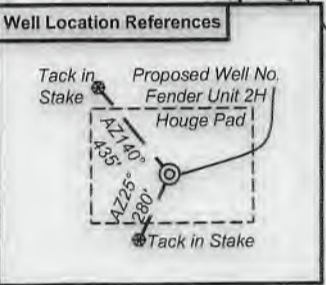 Well Location References
Tack in
Stake
Proposed Well No.
Fender Unit 2H
Houge Pad
AZ140°
435'
AZ25°
280'
Tack in Stake